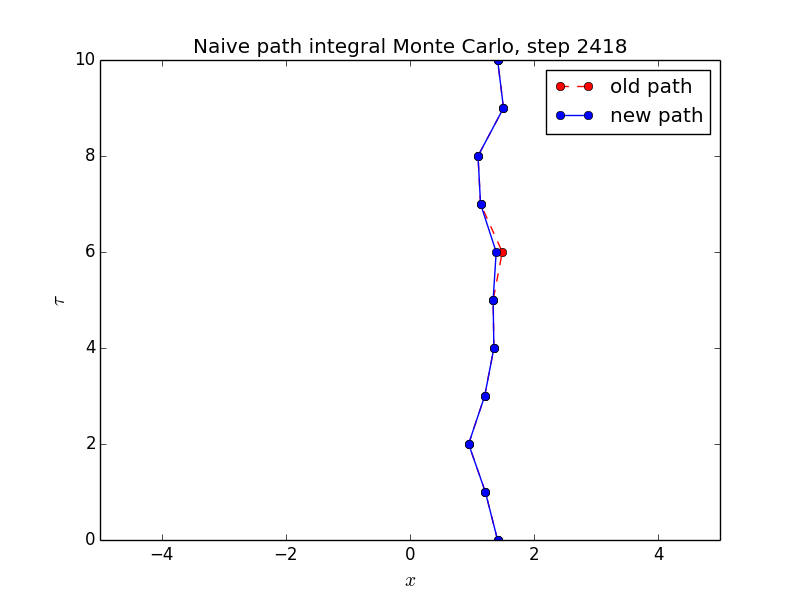 Naive path integral Monte Carlo, step 2418
old path
new path
10
8
6
4
2
0
τ
−4 −2 0 2 4
x